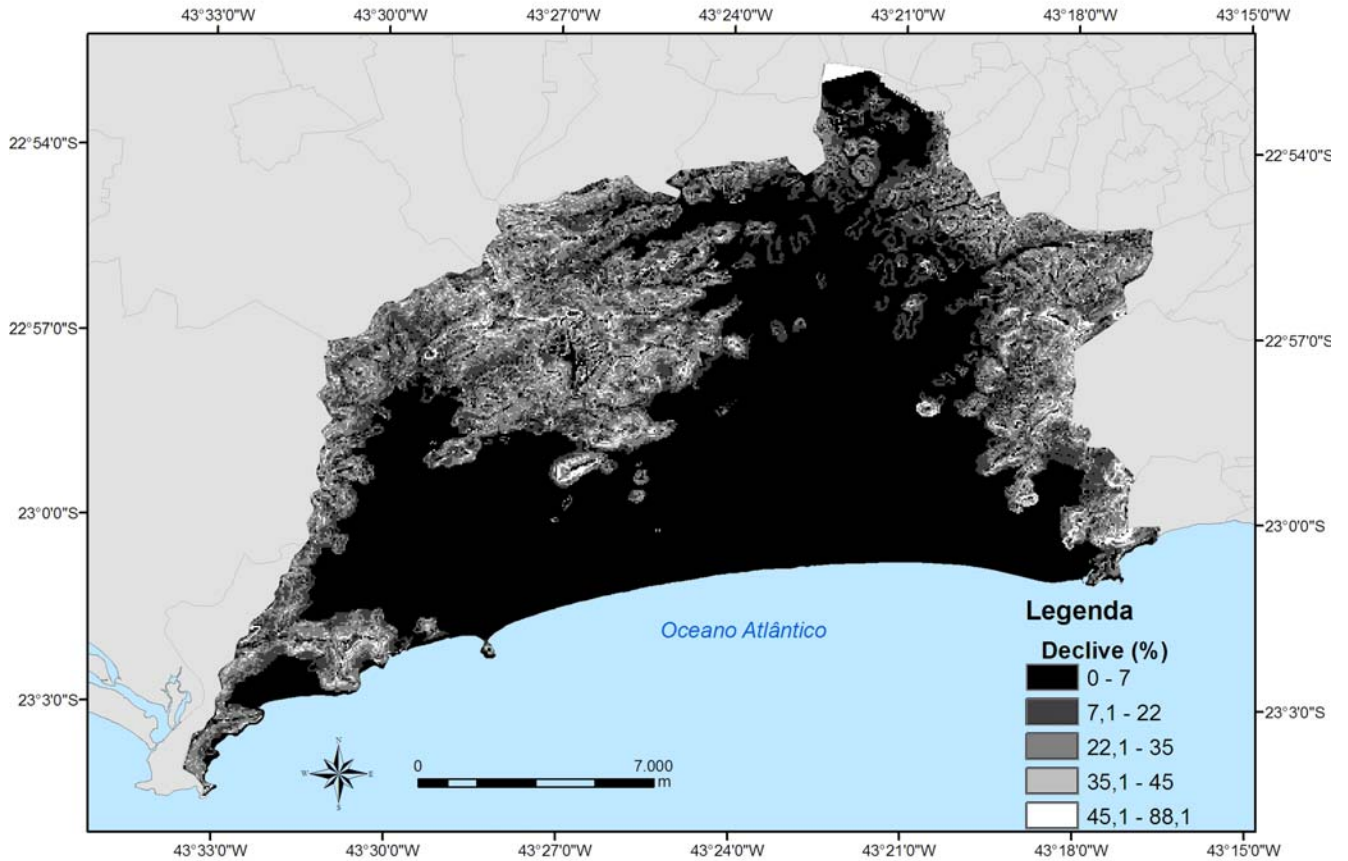 43°33'0"W 43°30'0"W 43°27'0"W 43°24'0"W 43°21'0"W 43°18'0"W 43°15'0"W
22°54'0"S 22°54'0"S
22°57'0"S 22°57'0"S
23°0'0"S 23°0'0"S
Oceano Atlântico
Legenda
Declive (%)
0 - 7
7,1 - 22
22,1 - 35
35,1 - 45
45,1 - 88,1
23°3'0"S 23°3'0"S
N
W E
S
0 7.000
m
43°33'0"W 43°30'0"W 43°27'0"W 43°24'0"W 43°21'0"W 43°18'0"W 43°15'0"W